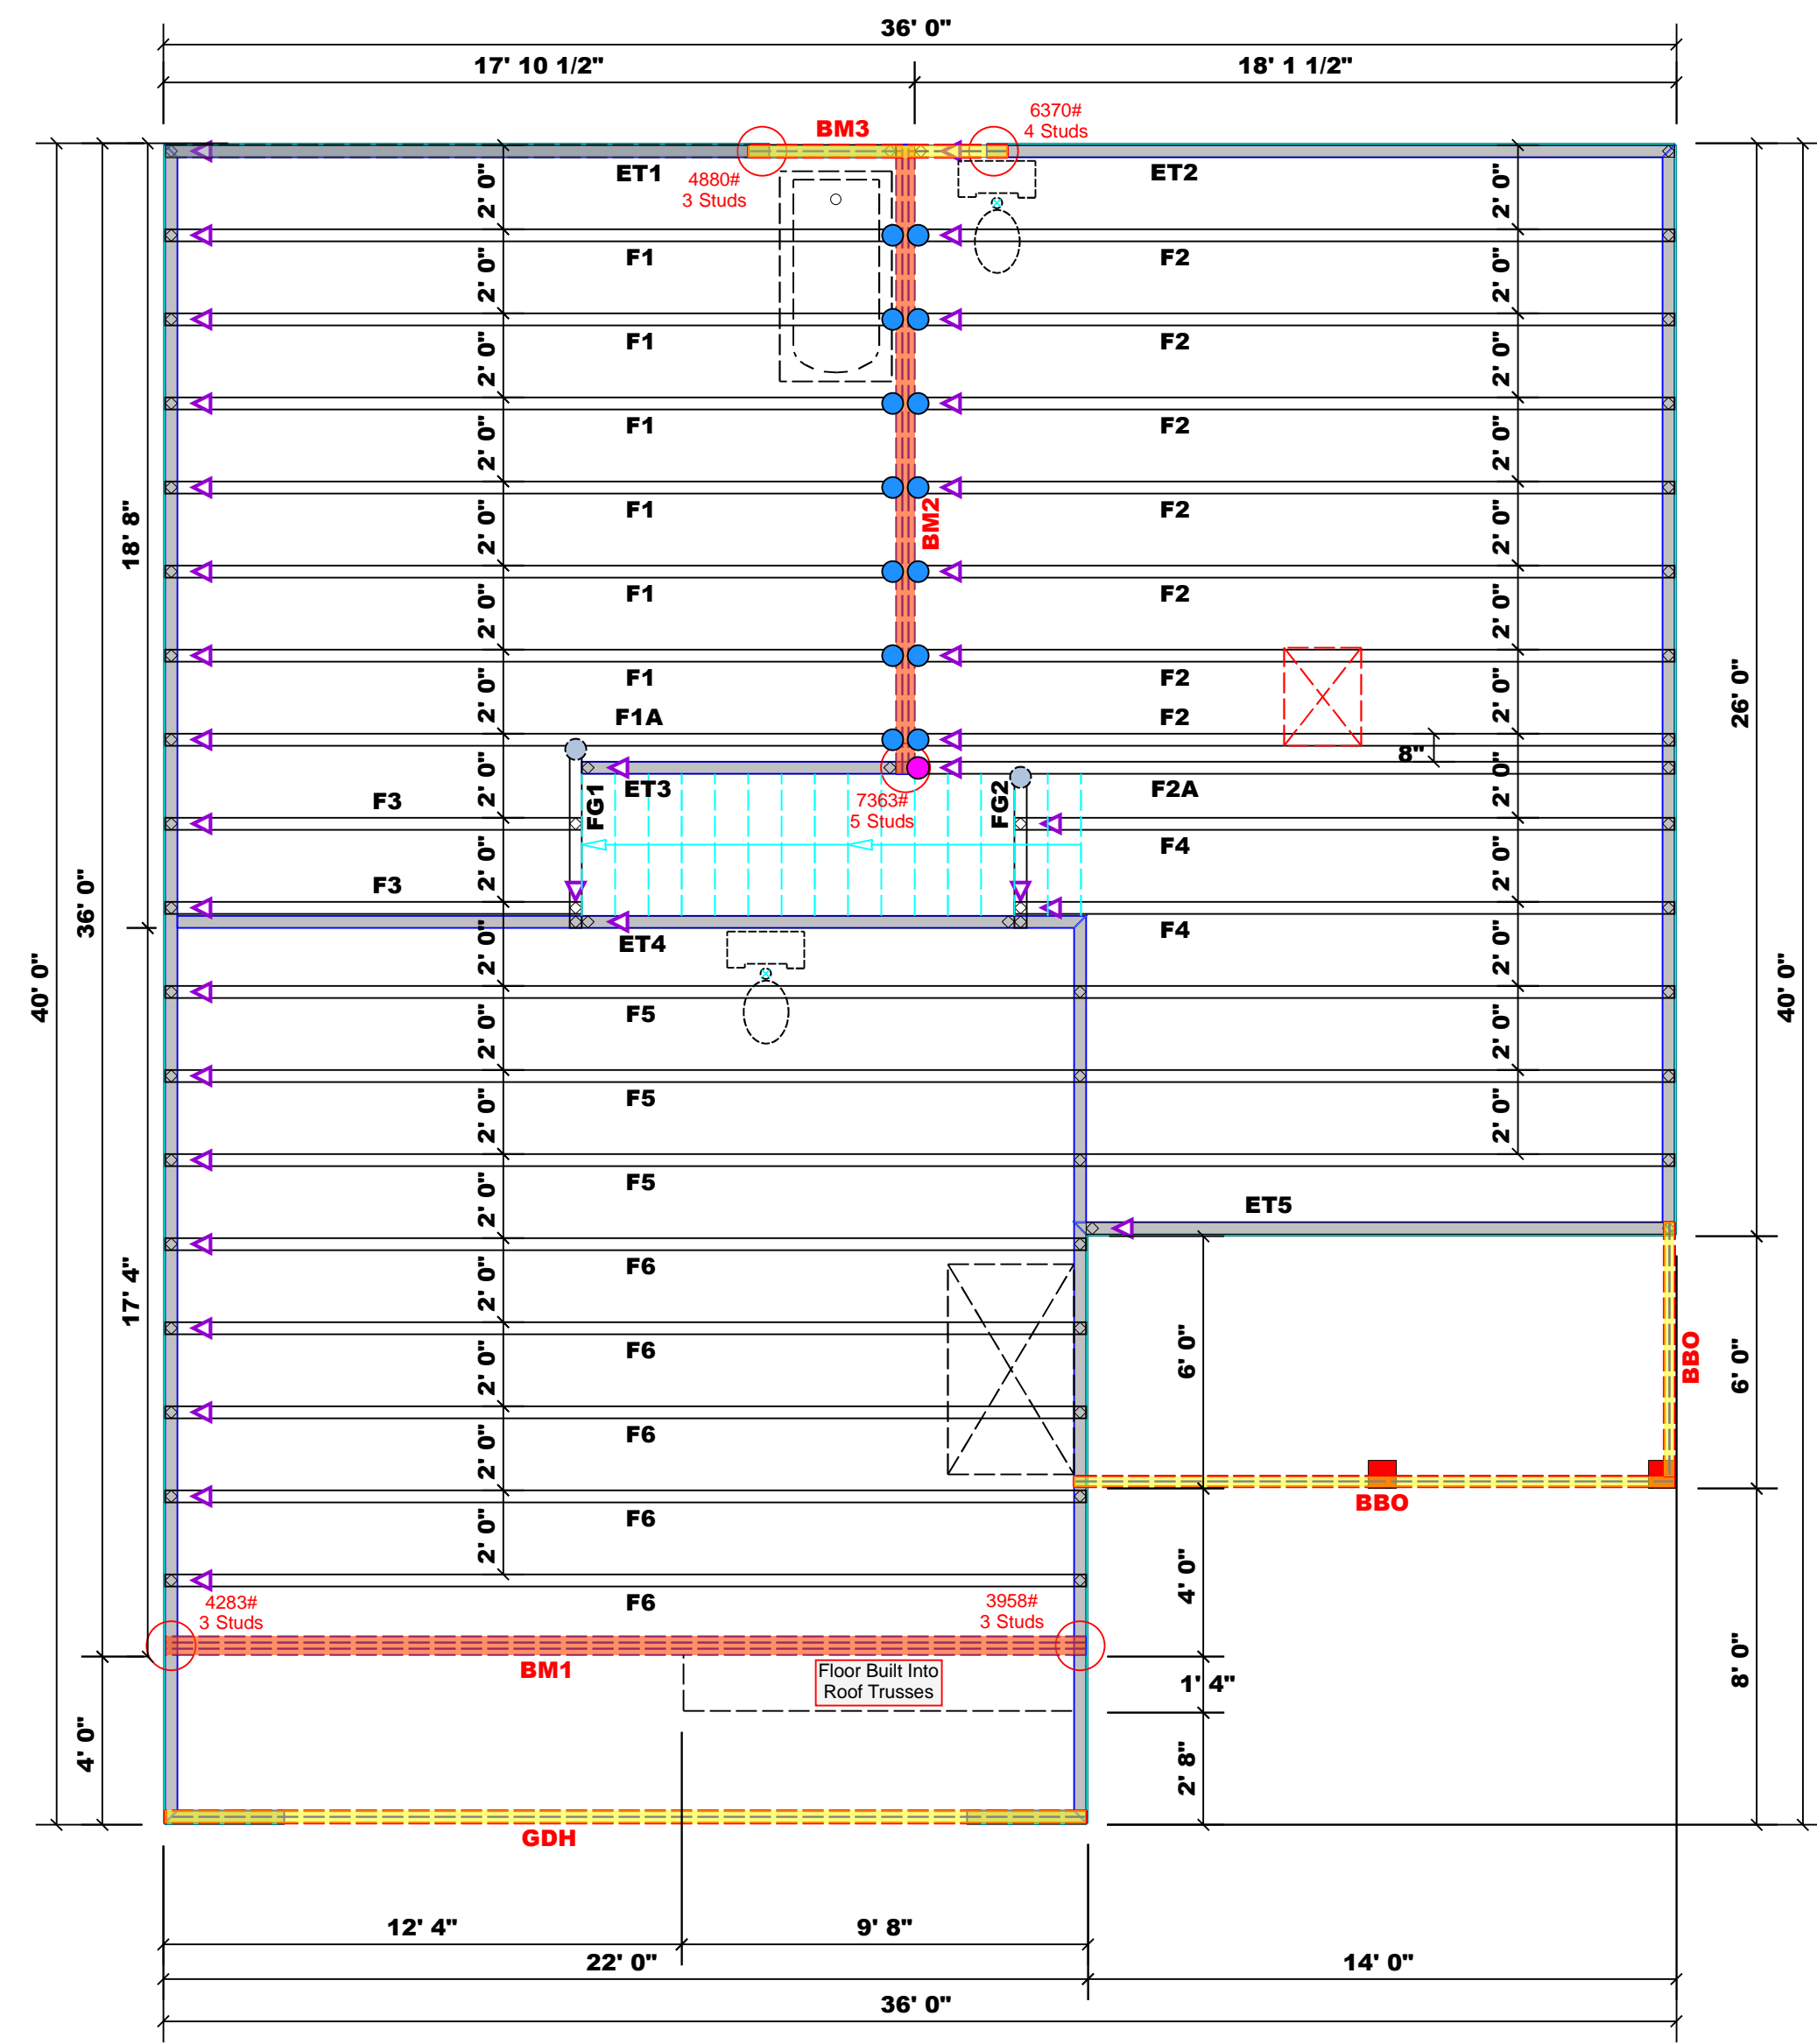 36' 0"
17' 10 1/2"
18' 1 1/2"
6370#
4 Studs
BM3
ET1
4880#
3 Studs
ET2
2' 0"
2' 0"
F1
F2
2' 0"
2' 0"
F1
F2
2' 0"
2' 0"
F1
F2
2' 0"
2' 0"
F1
BM2
F2
18' 8"
2' 0"
2' 0"
F1
F2
2' 0"
2' 0"
F1
F2
26' 0"
2' 0"
2' 0"
F1A
F2
8"
2' 0"
2' 0"
ET3
F2A
F3
FG1
7363#
5 Studs
FG2
F4
2' 0"
2' 0"
F3
36' 0"
ET4
F4
2' 0"
2' 0"
40' 0"
40' 0"
F5
2' 0"
2' 0"
F5
2' 0"
2' 0"
F5
ET5
2' 0"
F6
17' 4"
2' 0"
6' 0"
6' 0"
BBO
F6
2' 0"
F6
2' 0"
BBO
F6
2' 0"
4' 0"
F6
4283#
3 Studs
3958#
3 Studs
BM1
Floor Built Into
Roof Trusses
1' 4"
8' 0"
4' 0"
2' 8"
GDH
12' 4"
9' 8"
22' 0"
14' 0"
36' 0"